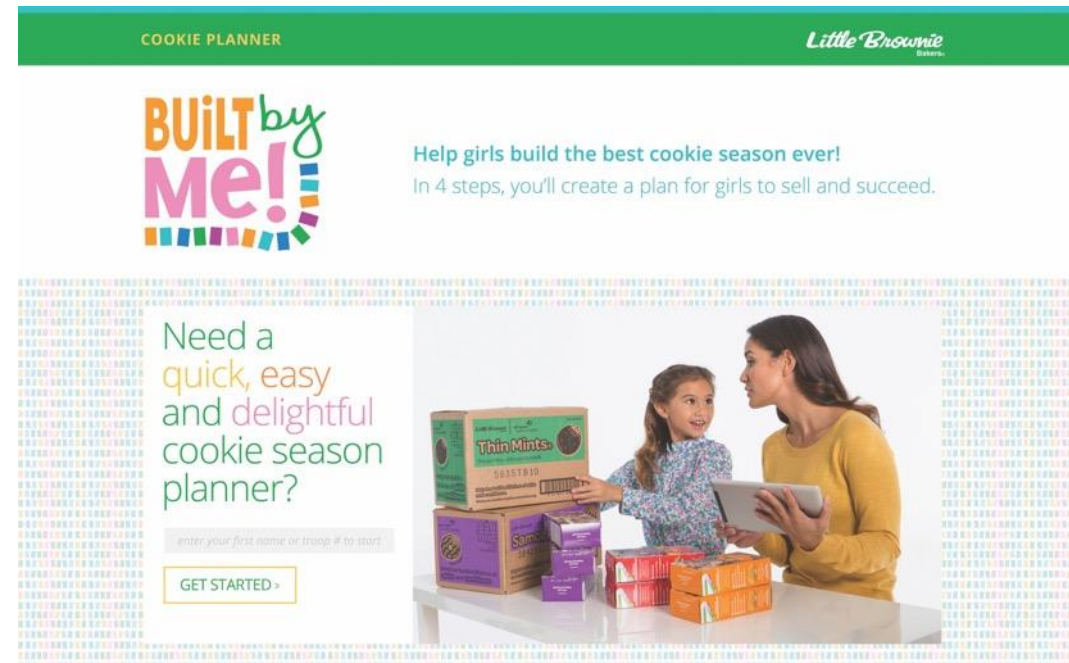 COOKIE PLANNER
Little Brownie
Bakers®
BUiLT by
Me!
Help girls build the best cookie season ever!
In 4 steps, you'll create a plan for girls to sell and succeed.
Need a
quick, easy
and delightful
cookie season
planner?
enter your first name or troop # to start
GET STARTED >
Thin Mints®
5635TB10
Samoas